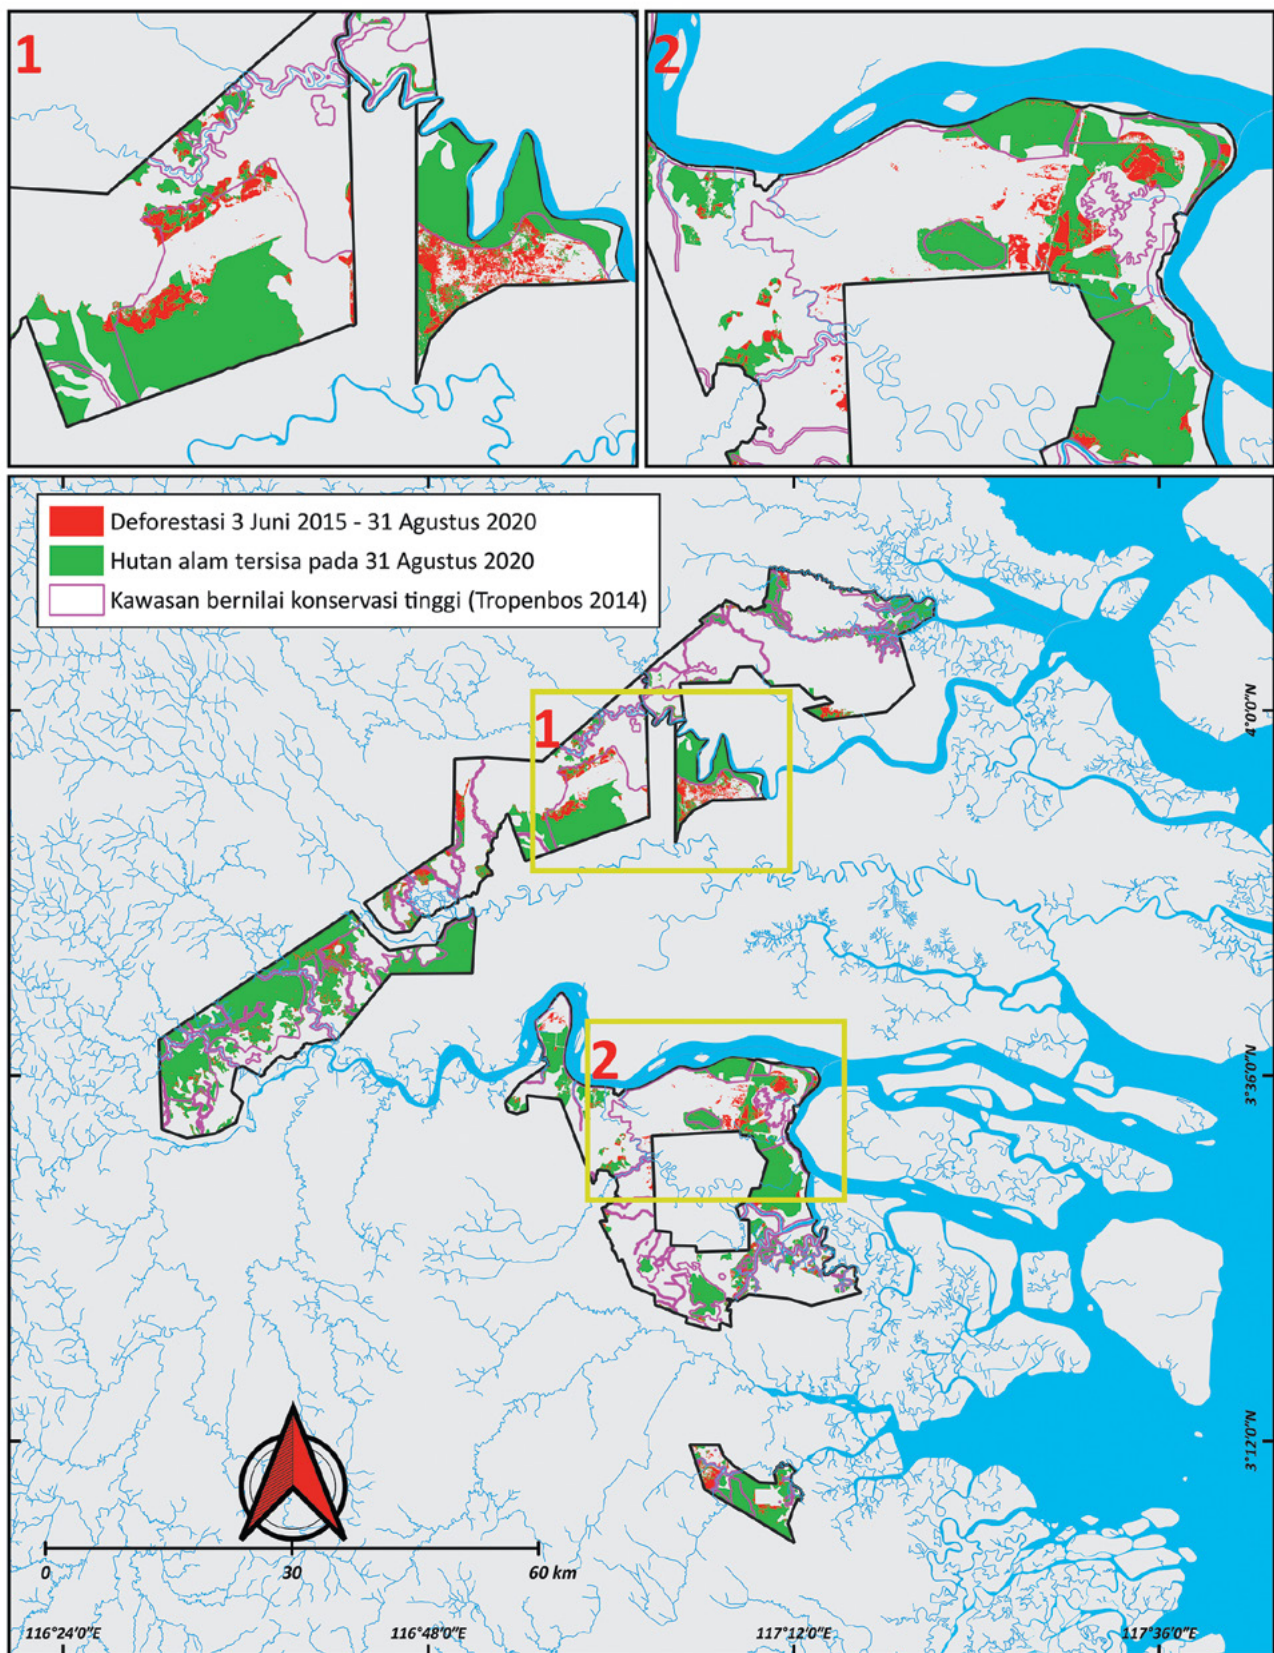 1
2
Deforestasi 3 Juni 2015 - 31 Agustus 2020
Hutan alam tersisa pada 31 Agustus 2020
Kawasan bernilai konservasi tinggi (Tropenbos 2014)
1
4°0'0"N
2
3°36'0"N
3°12'0"N
0 30 60 km
116°24'0"E 116°48'0"E 117°12'0"E 117°36'0"E